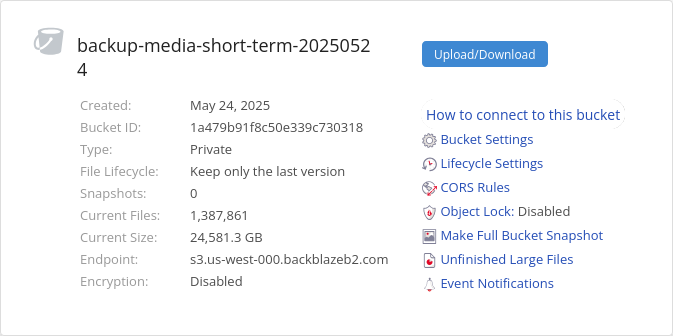 backup-media-short-term-2025052
4
Upload/Download
Created: May 24, 2025
Bucket ID: 1a479b91f8c50e339c730318
Type: Private
File Lifecycle: Keep only the last version
Snapshots: 0
Current Files: 1,387,861
Current Size: 24,581.3 GB
Endpoint: s3.us-west-000.backblazeb2.com
Encryption: Disabled
How to connect to this bucket
Bucket Settings
Lifecycle Settings
CORS Rules
Object Lock: Disabled
Make Full Bucket Snapshot
Unfinished Large Files
Event Notifications